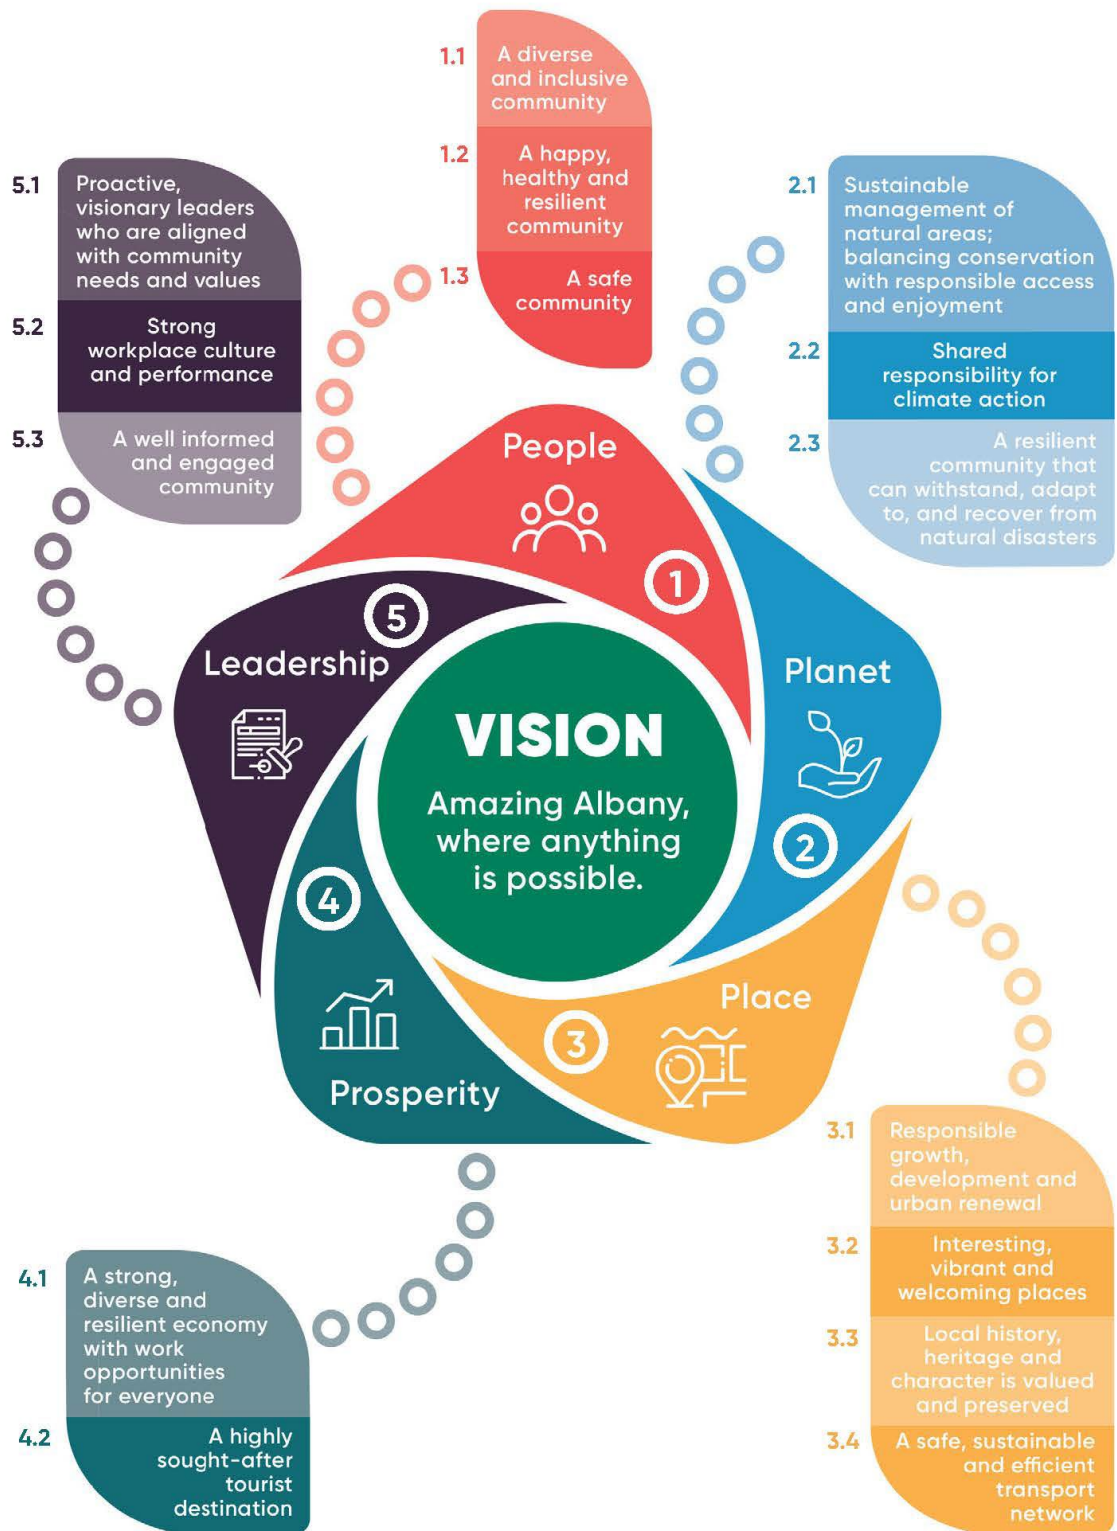 VISION
Amazing Albany,
where anything
is possible.
People
1
1.1
A diverse
and inclusive
community
1.2
A happy,
healthy and
resilient
community
1.3
A safe
community
Planet
2
2.1
Sustainable
management of
natural areas;
balancing conservation
with responsible access
and enjoyment
2.2
Shared
responsibility for
climate action
2.3
A resilient
community that
can withstand, adapt
to, and recover from
natural disasters
Place
3
3.1
Responsible
growth,
development and
urban renewal
3.2
Interesting,
vibrant and
welcoming places
3.3
Local history,
heritage and
character is valued
and preserved
3.4
A safe, sustainable
and efficient
transport
network
Prosperity
4
4.1
A strong,
diverse and
resilient economy
with work
opportunities
for everyone
4.2
A highly
sought-after
tourist
destination
Leadership
5
5.1
Proactive,
visionary leaders
who are aligned
with community
needs and values
5.2
Strong
workplace culture
and performance
5.3
A well informed
and engaged
community